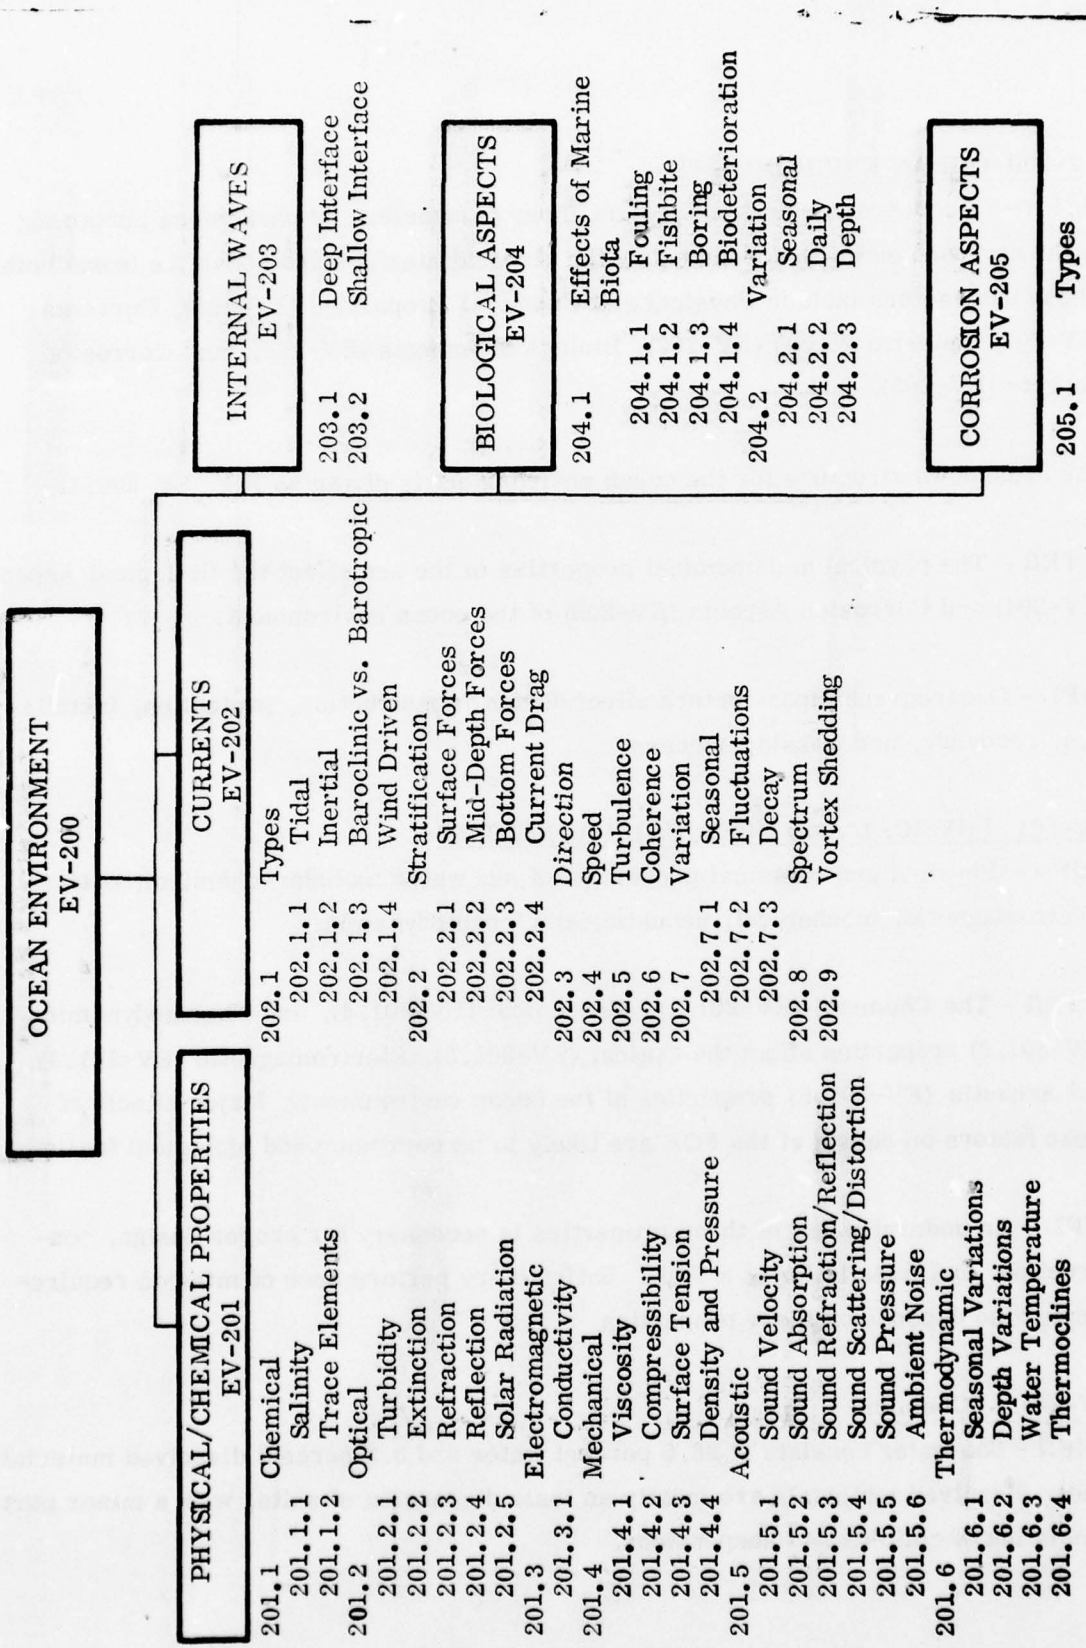 OCEAN ENVIRONMENT
EV-200
PHYSICAL/CHEMICAL PROPERTIES
EV-201
201.1 Chemical
201.1.1 Salinity
201.1.2 Trace Elements
201.2 Optical
201.2.1 Turbidity
201.2.2 Extinction
201.2.3 Refraction
201.2.4 Reflection
201.2.5 Solar Radiation
201.3 Electromagnetic
201.3.1 Conductivity
201.4 Mechanical
201.4.1 Viscosity
201.4.2 Compressibility
201.4.3 Surface Tension
201.4.4 Density and Pressure
201.5 Acoustic
201.5.1 Sound Velocity
201.5.2 Sound Absorption
201.5.3 Sound Refraction/Reflection
201.5.4 Sound Scattering/Distortion
201.5.5 Sound Pressure
201.5.6 Ambient Noise
201.6 Thermodynamic
201.6.1 Seasonal Variations
201.6.2 Depth Variations
201.6.3 Water Temperature
201.6.4 Thermoclines
CURRENTS
EV-202
202.1 Types
202.1.1 Tidal
202.1.2 Inertial
202.1.3 Baroclinic vs. Barotropic
202.1.4 Wind Driven
202.2 Stratification
202.2.1 Surface Forces
202.2.2 Mid-Depth Forces
202.2.3 Bottom Forces
202.2.4 Current Drag
202.3 Direction
202.4 Speed
202.5 Turbulence
202.6 Coherence
202.7 Variation
202.7.1 Seasonal
202.7.2 Fluctuations
202.7.3 Decay
202.8 Spectrum
202.9 Vortex Shedding
INTERNAL WAVES
EV-203
203.1 Deep Interface
203.2 Shallow Interface
BIOLOGICAL ASPECTS
EV-204
204.1 Effects of Marine
Biota
204.1.1 Fouling
204.1.2 Fishbite
204.1.3 Boring
204.1.4 Biodeterioration
204.2 Variation
204.2.1 Seasonal
204.2.2 Daily
204.2.3 Depth
CORROSION ASPECTS
EV-205
205.1 Types